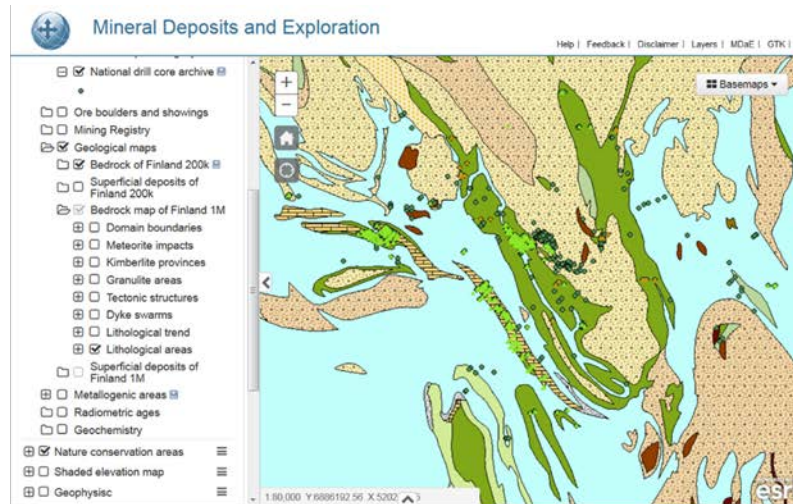 Mineral Deposits and Exploration
Help | Feedback | Disclaimer | Layers | MDaE | GTK |
National drill core archive
Ore boulders and showings
Mining Registry
Geological maps
Bedrock of Finland 200k
Superficial deposits of
Finland 200k
Bedrock map of Finland 1M
Domain boundaries
Meteorite impacts
Kimberlite provinces
Granulite areas
Tectonic structures
Dyke swarms
Lithological trend
Lithological areas
Superficial deposits of
Finland 1M
Metallogenic areas
Radiometric ages
Geochemistry
Nature conservation areas
Shaded elevation map
Geophysisc
+
−
Basemaps
1:80,000 Y:6886192.56 X:5202
esri